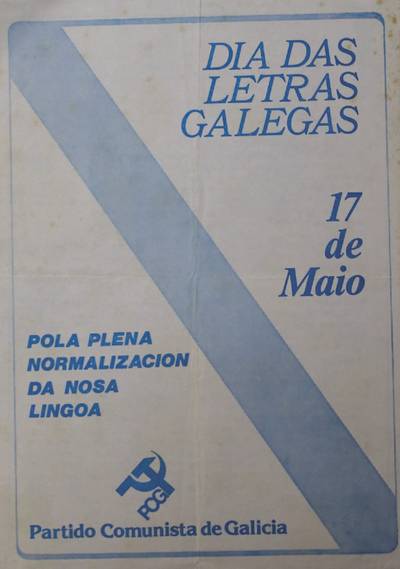 DIA DAS
LETRAS
GALEGAS
17
de
Maio
POLA PLENA
NORMALIZACION
DA NOSA
LINGOA
PCG
Partido Comunista de Galicia